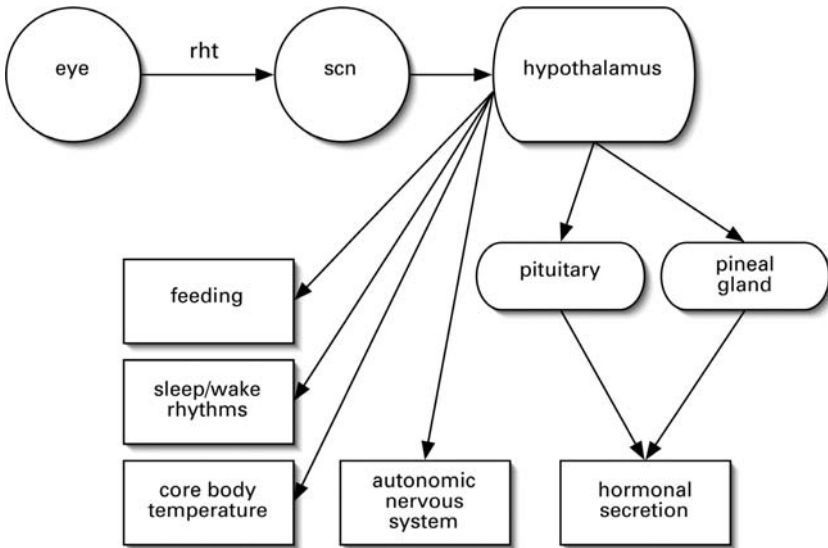 eye
rht
scn
hypothalamus
pituitary
pineal
gland
feeding
sleep/wake
rhythms
core body
temperature
autonomic
nervous
system
hormonal
secretion